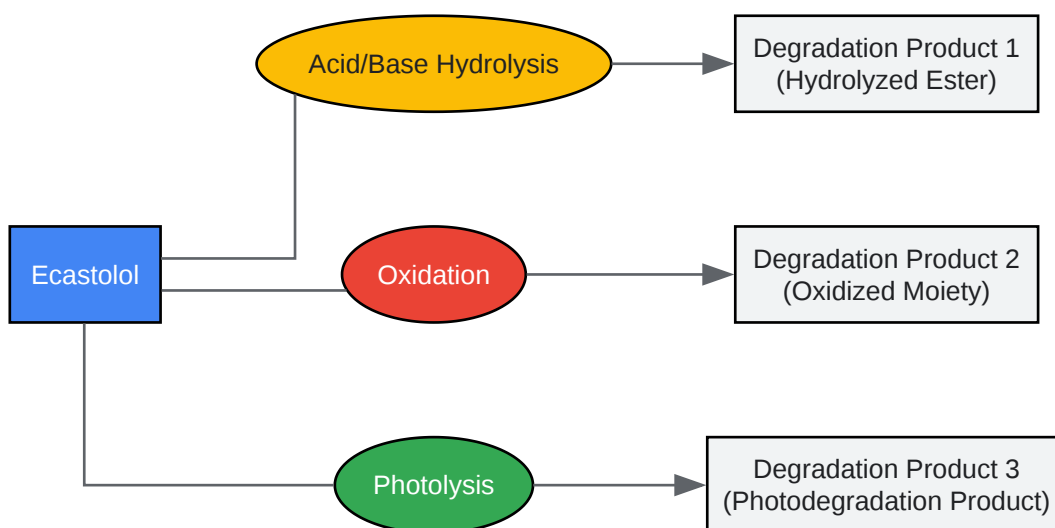 Acid/Base Hydrolysis
Degradation Product 1
(Hydrolyzed Ester)
Ecastolol
Oxidation
Degradation Product 2
(Oxidized Moiety)
Photolysis
Degradation Product 3
(Photodegradation Product)